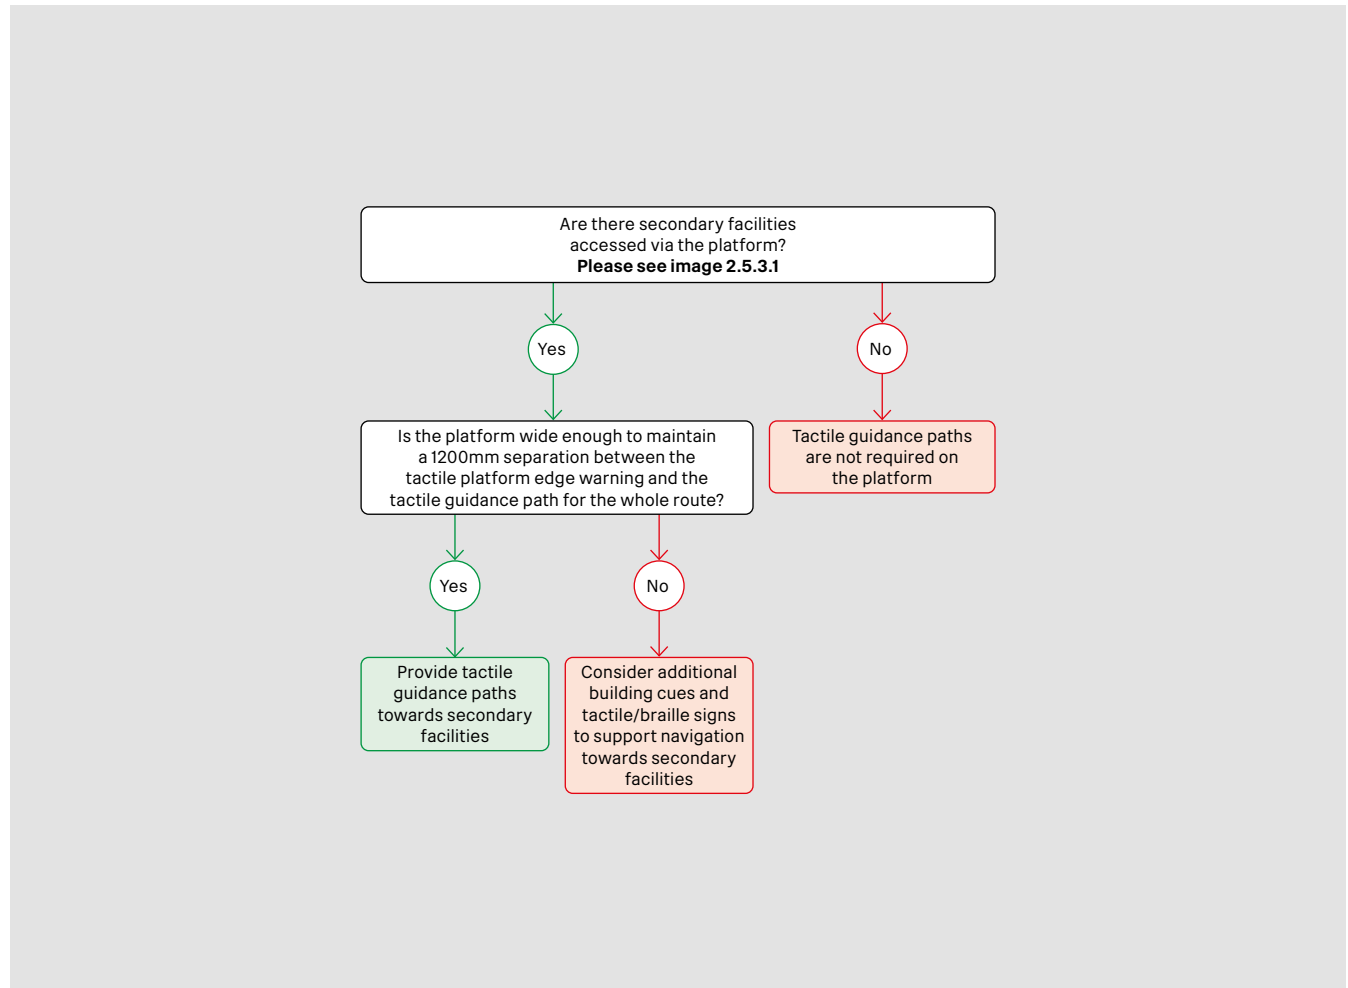 Are there secondary facilities
accessed via the platform?
Please see image 2.5.3.1
Yes
No
Is the platform wide enough to maintain
a 1200mm separation between the
tactile platform edge warning and the
tactile guidance path for the whole route?
Tactile guidance paths
are not required on
the platform
Yes
No
Provide tactile
guidance paths
towards secondary
facilities
Consider additional
building cues and
tactile/braille signs
to support navigation
towards secondary
facilities